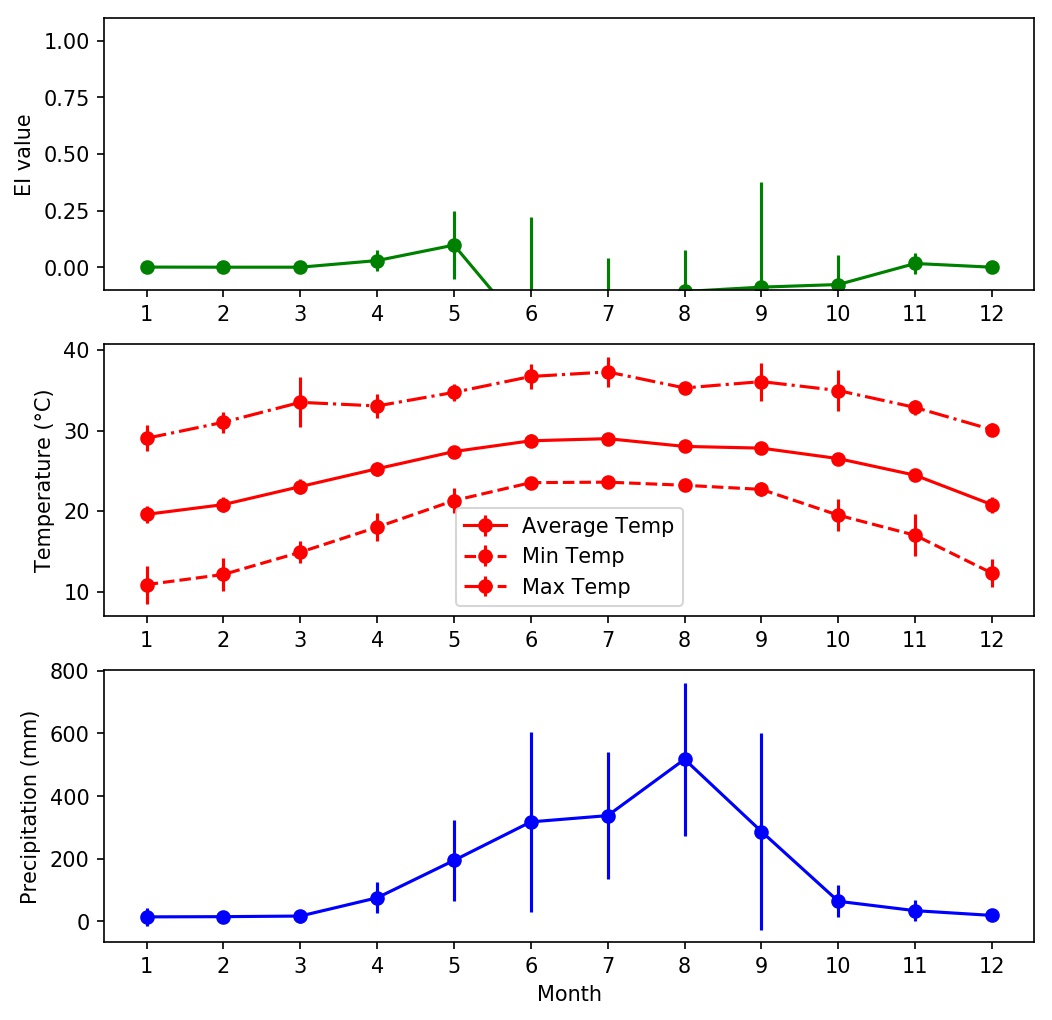 EI value
1.00
0.75
0.50
0.25
0.00
1 2 3 4 5 6 7 8 9 10 11 12
Temperature (°C)
40
30
20
10
Average Temp
Min Temp
Max Temp
1 2 3 4 5 6 7 8 9 10 11 12
Precipitation (mm)
800
600
400
200
0
1 2 3 4 5 6 7 8 9 10 11 12
Month